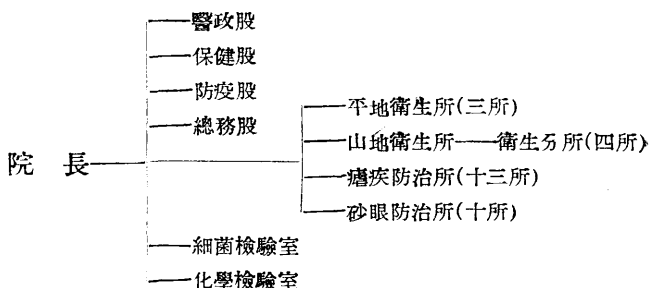 醫政股
保健股
防疫股
總務股
平地衛生所(三所)
山地衛生所——衛生分所(四所)
院長
瘧疾防治所(十三所)
砂眼防治所(十所)
細菌檢驗室
化學檢驗室